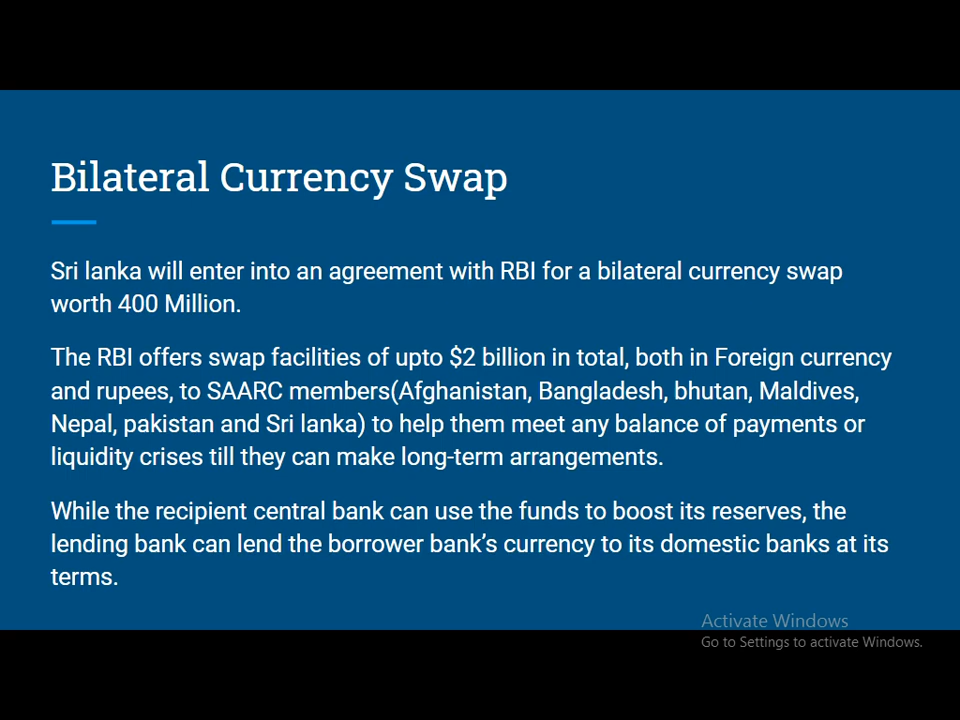 Bilateral Currency Swap
Sri lanka will enter into an agreement with RBI for a bilateral currency swap
worth 400 Million.
The RBI offers swap facilities of upto $2 billion in total, both in Foreign currency
and rupees, to SAARC members(Afghanistan, Bangladesh, bhutan, Maldives,
Nepal, pakistan and Sri lanka) to help them meet any balance of payments or
liquidity crises till they can make long-term arrangements.
While the recipient central bank can use the funds to boost its reserves, the
lending bank can lend the borrower bank’s currency to its domestic banks at its
terms.
Activate Windows
Go to Settings to activate Windows.